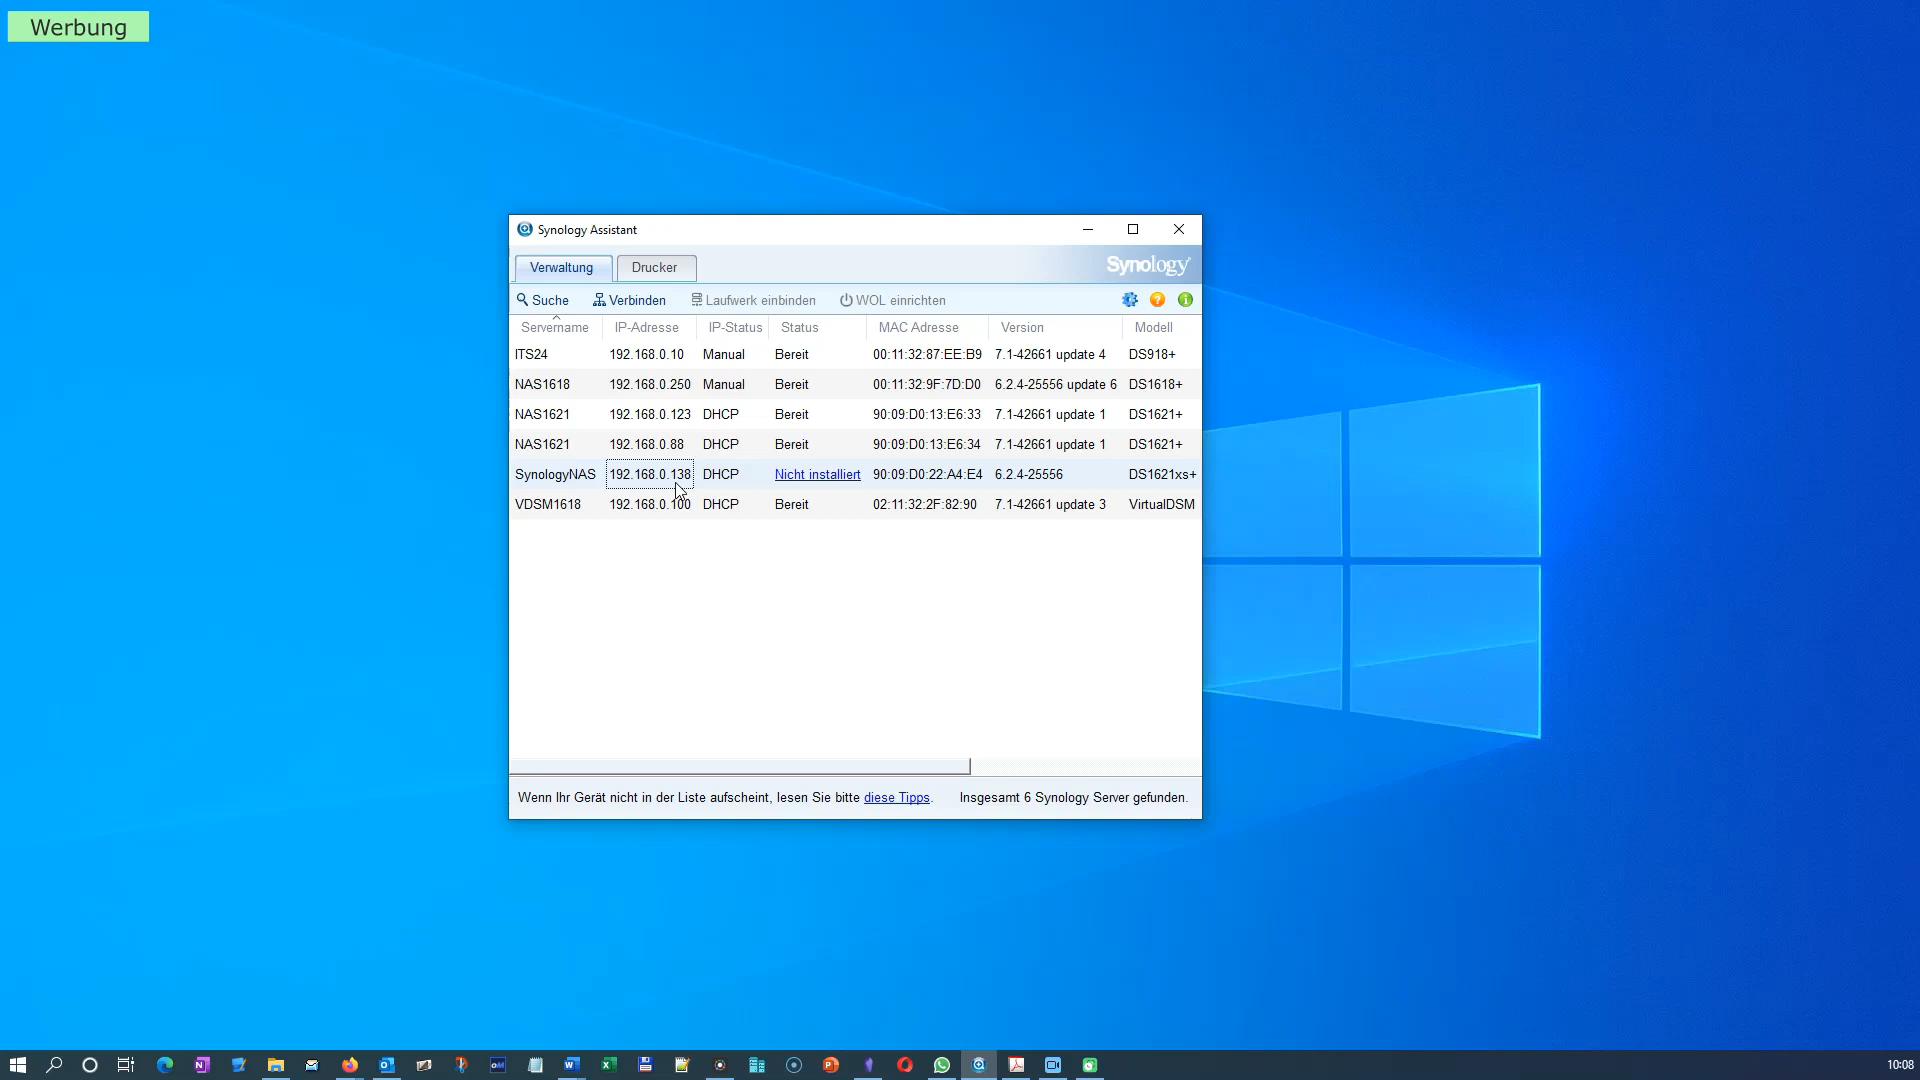 Werbung
Synology Assistant
Verwaltung Drucker Synology
Suche Verbinden Laufwerk einbinden WOL einrichten
Servername IP-Adresse IP-Status Status MAC Adresse Version Modell
ITS24 192.168.0.10 Manual Bereit 00:11:32:87:EE:B9 7.1-42661 update 4 DS918+
NAS1618 192.168.0.250 Manual Bereit 00:11:32:9F:7D:D0 6.2.4-25556 update 6 DS1618+
NAS1621 192.168.0.123 DHCP Bereit 90:09:D0:13:E6:33 7.1-42661 update 1 DS1621+
NAS1621 192.168.0.88 DHCP Bereit 90:09:D0:13:E6:34 7.1-42661 update 1 DS1621+
SynologyNAS 192.168.0.138 DHCP Nicht installiert 90:09:D0:22:A4:E4 6.2.4-25556 DS1621xs+
VDSM1618 192.168.0.100 DHCP Bereit 02:11:32:2F:82:90 7.1-42661 update 3 VirtualDSM
Wenn Ihr Gerät nicht in der Liste aufscheint, lesen Sie bitte diese Tipps. Insgesamt 6 Synology Server gefunden.
10:08